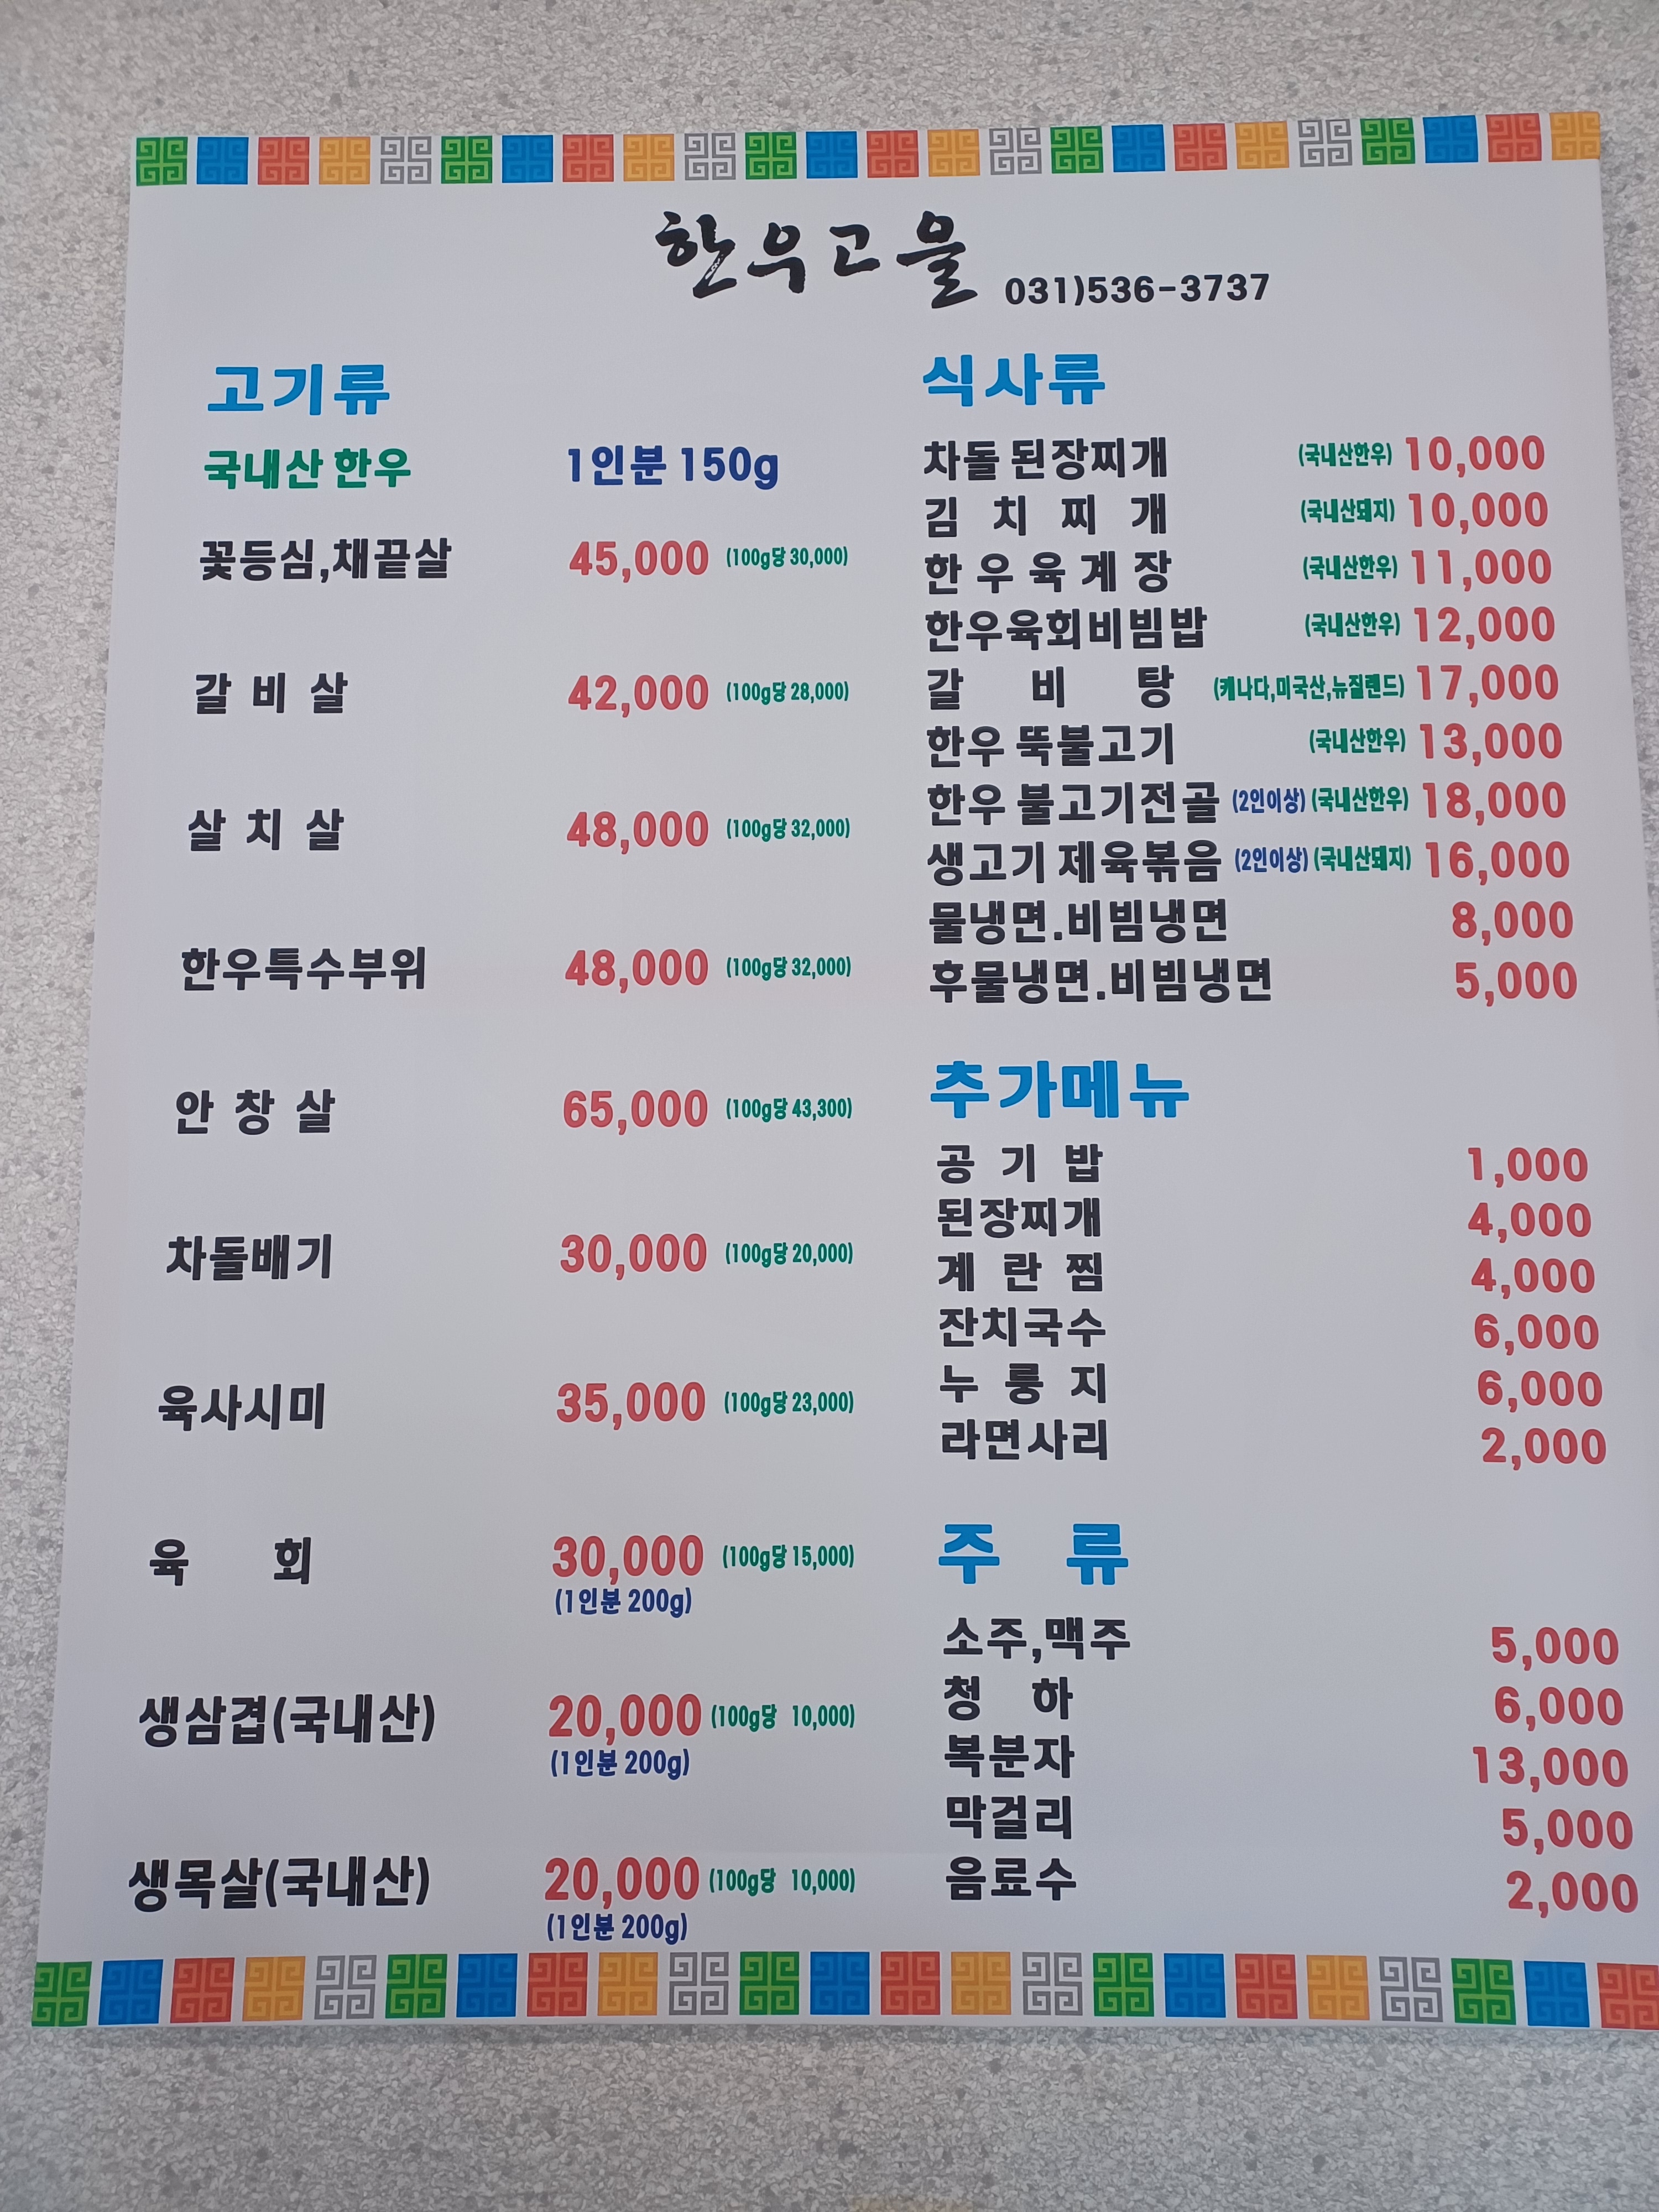 한우고을 031)536-3737
고기류
국내산 한우 1인분 150g
꽃등심,채끝살 45,000 (100g당 30,000)
갈비살 42,000 (100g당 28,000)
살치살 48,000 (100g당 32,000)
한우특수부위 48,000 (100g당 32,000)
안창살 65,000 (100g당 43,300)
차돌배기 30,000 (100g당 20,000)
육사시미 35,000 (100g당 23,000)
육회 30,000 (100g당 15,000)
(1인분 200g)
생삼겹(국내산) 20,000 (100g당 10,000)
(1인분 200g)
생목살(국내산) 20,000 (100g당 10,000)
(1인분 200g)
식사류
차돌 된장찌개 (국내산한우) 10,000
김치찌개 (국내산돼지) 10,000
한우육계장 (국내산한우) 11,000
한우육회비빔밥 (국내산한우) 12,000
갈비탕 (캐나다,미국산,뉴질랜드) 17,000
한우 뚝불고기 (국내산한우) 13,000
한우 불고기전골 (2인이상) (국내산한우) 18,000
생고기 제육볶음 (2인이상) (국내산돼지) 16,000
물냉면.비빔냉면 8,000
후물냉면.비빔냉면 5,000
추가메뉴
공기밥 1,000
된장찌개 4,000
계란찜 4,000
잔치국수 6,000
누룽지 6,000
라면사리 2,000
주류
소주,맥주 5,000
청하 6,000
복분자 13,000
막걸리 5,000
음료수 2,000